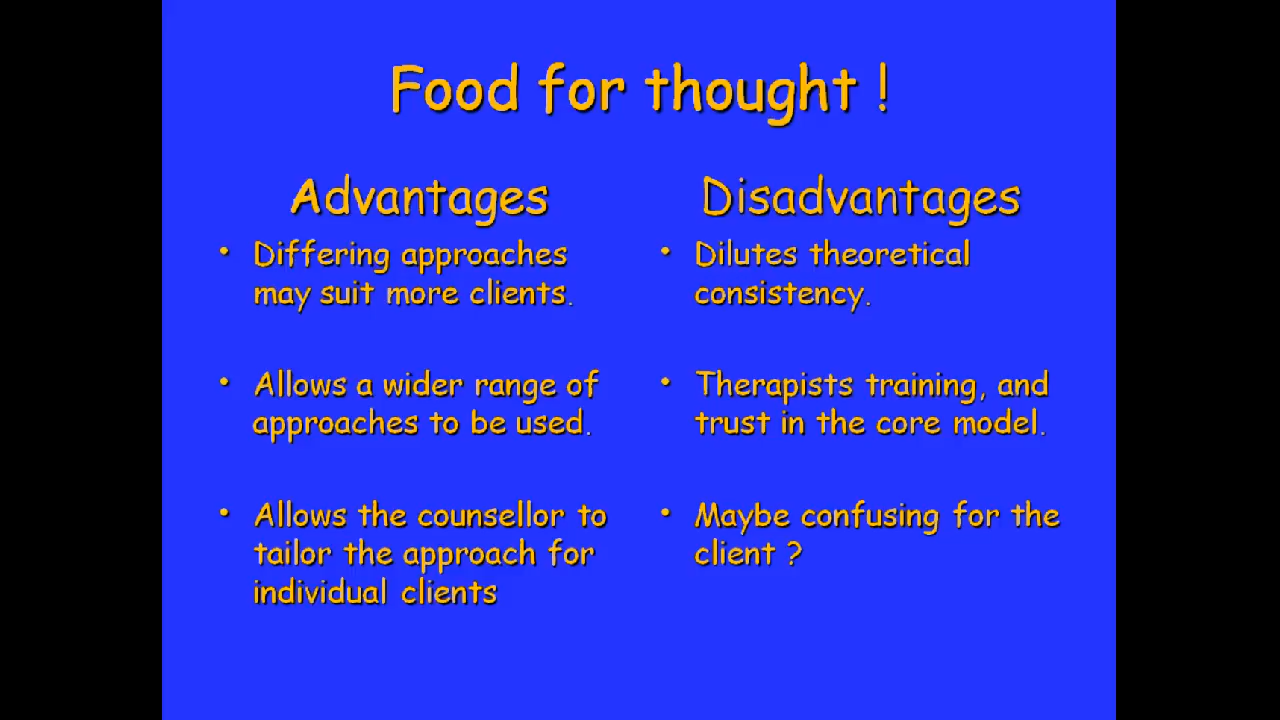 Food for thought !
Advantages
• Differing approaches
may suit more clients.
• Allows a wider range of
approaches to be used.
• Allows the counsellor to
tailor the approach for
individual clients
Disadvantages
• Dilutes theoretical
consistency.
• Therapists training, and
trust in the core model.
• Maybe confusing for the
client ?